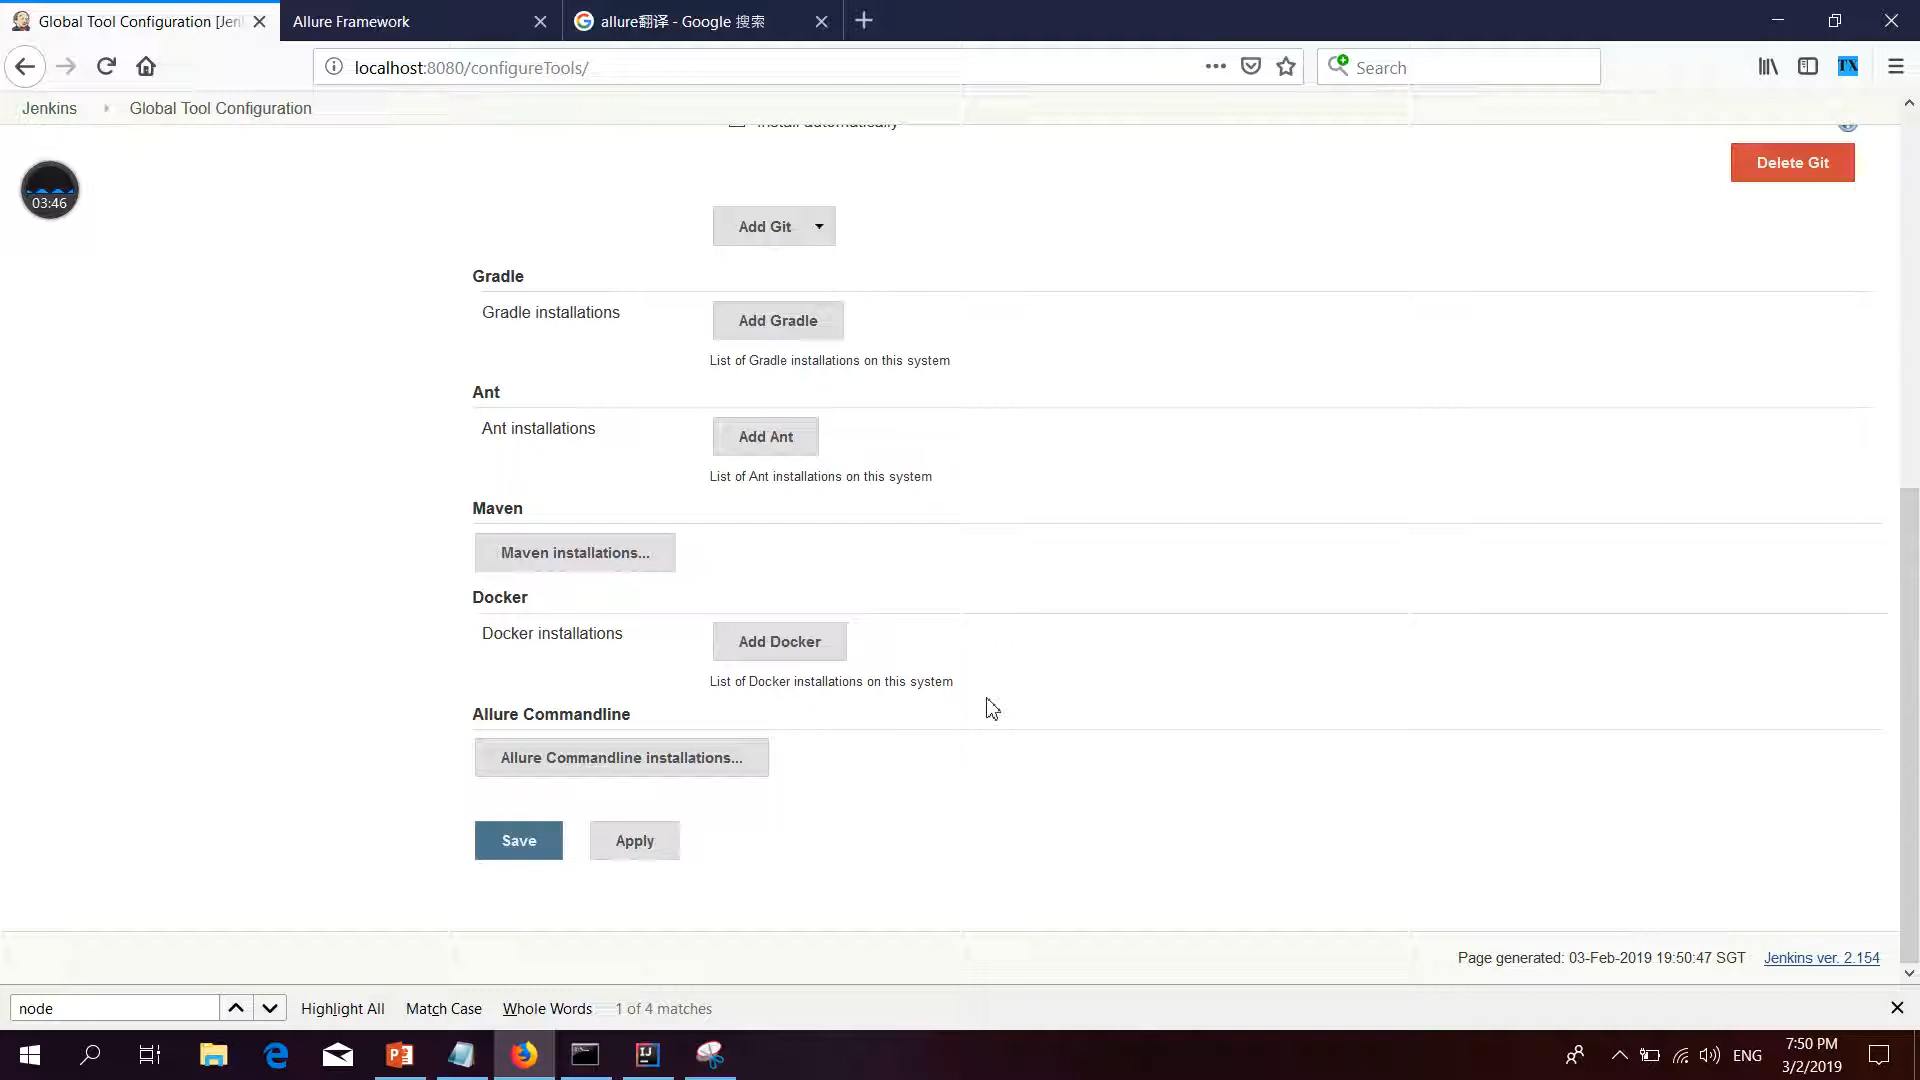 Global Tool Configuration [Jen
Allure Framework
allure翻译 - Google 搜索
localhost:8080/configureTools/
Search
TX
Jenkins
Global Tool Configuration
Install automatically
Delete Git
03:46
Add Git
Gradle
Gradle installations
Add Gradle
List of Gradle installations on this system
Ant
Ant installations
Add Ant
List of Ant installations on this system
Maven
Maven installations...
Docker
Docker installations
Add Docker
List of Docker installations on this system
Allure Commandline
Allure Commandline installations...
Save
Apply
Page generated: 03-Feb-2019 19:50:47 SGT
Jenkins ver. 2.154
node
Highlight All
Match Case
Whole Words
1 of 4 matches
ENG
7:50 PM
3/2/2019